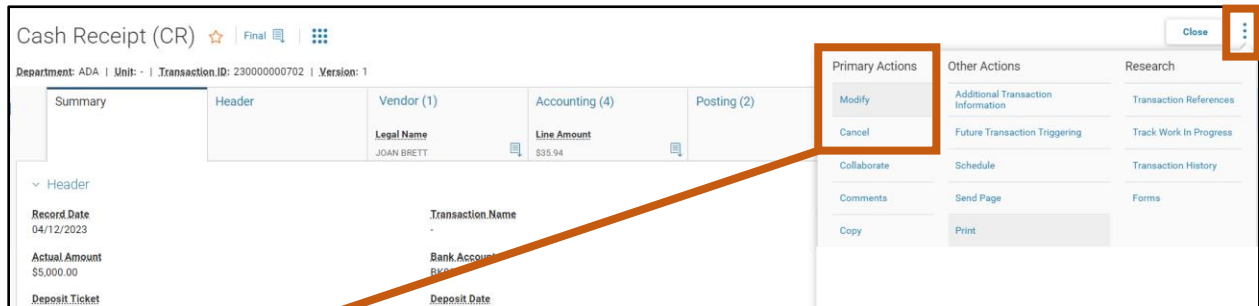 Cash Receipt (CR) Final
Close
Department: ADA | Unit: - | Transaction ID: 230000000702 | Version: 1
Summary
Header
Vendor (1)
Legal Name
JOAN BRETT
Accounting (4)
Line Amount
$35.94
Posting (2)
Header
Record Date
04/12/2023
Transaction Name
-
Actual Amount
$5,000.00
Bank Account
Deposit Ticket
Deposit Date
Primary Actions
Modify
Cancel
Collaborate
Comments
Copy
Other Actions
Additional Transaction
Information
Future Transaction Triggering
Schedule
Send Page
Print
Research
Transaction References
Track Work In Progress
Transaction History
Forms